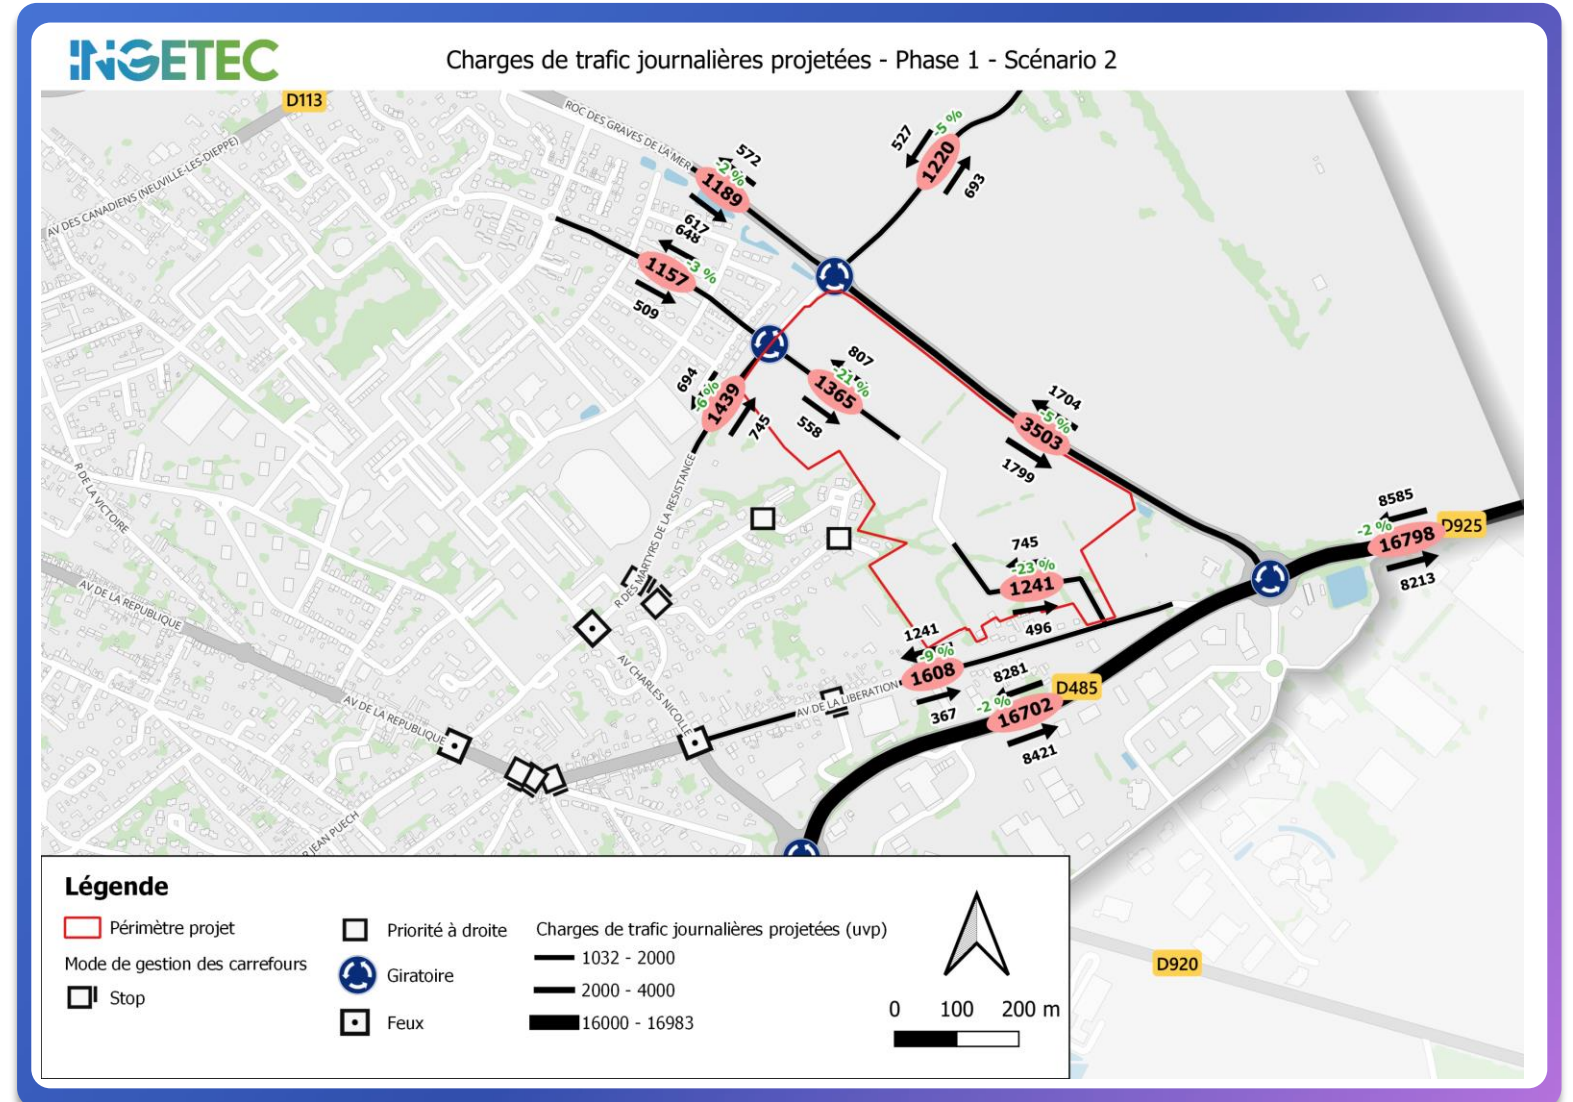 INGETEC
Charges de trafic journalières projetées - Phase 1 - Scénario 2
D113
ROC DES GRAVES DE LA MER
AV DES CANADIENS (NEUVILLE-LES-DIEPPE)
572
-2 %
1189
617
527
-5 %
1220
693
648
-3 %
1157
509
694
-6 %
1439
745
807
-21 %
1365
558
1704
-5 %
3503
1799
R DE LA VICTOIRE
R DES MARTYRS DE LA RESISTANCE
8585
-2 %
16798
D925
8213
745
-23 %
1241
496
AV DE LA REPUBLIQUE
1241
-9 %
1608
367
AV CHARLES NICOLLE
AV DE LA LIBERATION
8281
-2 %
16702
D485
8421
AV DE LA REPUBLIQUE
R JEAN PUECH
Légende
Périmètre projet
Mode de gestion des carrefours
Stop
Priorité à droite
Giratoire
Feux
Charges de trafic journalières projetées (uvp)
1032 - 2000
2000 - 4000
16000 - 16983
0 100 200 m
D920